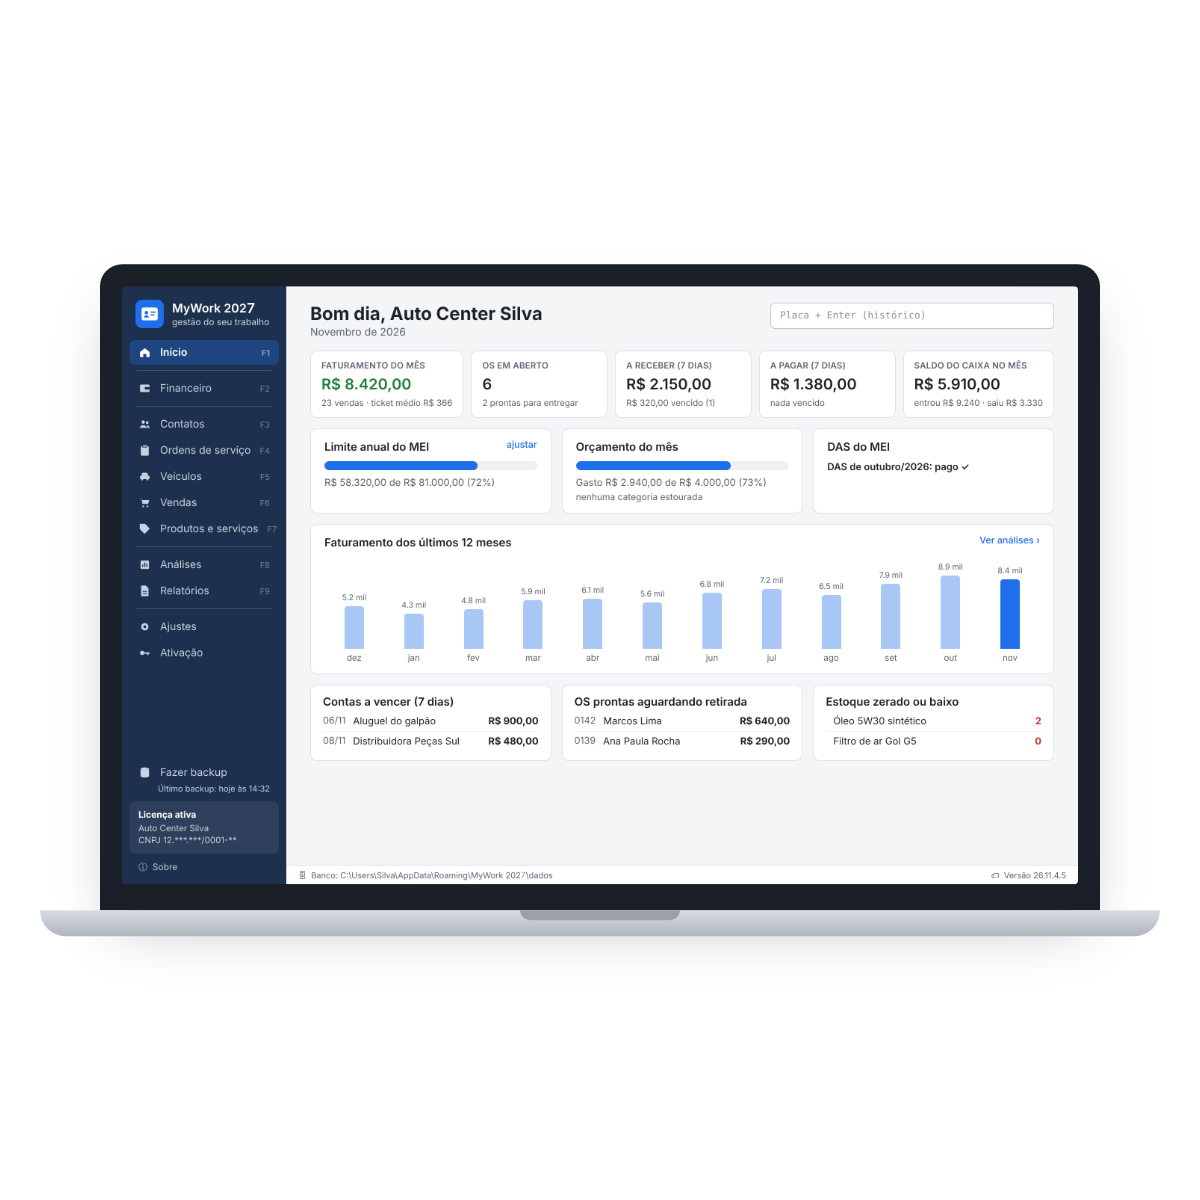 MyWork 2027
gestão do seu trabalho
Início F1
Financeiro F2
Contatos F3
Ordens de serviço F4
Veículos F5
Vendas F6
Produtos e serviços F7
Análises F8
Relatórios F9
Ajustes
Ativação
Fazer backup
Último backup: hoje às 14:32
Licença ativa
Auto Center Silva
CNPJ 12.***.***/0001-**
Sobre
Bom dia, Auto Center Silva
Novembro de 2026
Placa + Enter (histórico)
FATURAMENTO DO MÊS
R$ 8.420,00
23 vendas · ticket médio R$ 366
OS EM ABERTO
6
2 prontas para entregar
A RECEBER (7 DIAS)
R$ 2.150,00
R$ 320,00 vencido (1)
A PAGAR (7 DIAS)
R$ 1.380,00
nada vencido
SALDO DO CAIXA NO MÊS
R$ 5.910,00
entrou R$ 9.240 · saiu R$ 3.330
Limite anual do MEI ajustar
R$ 58.320,00 de R$ 81.000,00 (72%)
Orçamento do mês
Gasto R$ 2.940,00 de R$ 4.000,00 (73%)
nenhuma categoria estourada
DAS do MEI
DAS de outubro/2026: pago ✓
Faturamento dos últimos 12 meses Ver análises ›
5.2 mil 4.3 mil 4.8 mil 5.9 mil 6.1 mil 5.6 mil 6.8 mil 7.2 mil 6.5 mil 7.9 mil 8.9 mil 8.4 mil
dez jan fev mar abr mai jun jul ago set out nov
Contas a vencer (7 dias)
06/11 Aluguel do galpão R$ 900,00
08/11 Distribuidora Peças Sul R$ 480,00
OS prontas aguardando retirada
0142 Marcos Lima R$ 640,00
0139 Ana Paula Rocha R$ 290,00
Estoque zerado ou baixo
Óleo 5W30 sintético 2
Filtro de ar Gol G5 0
Banco: C:\Users\Silva\AppData\Roaming\MyWork 2027\dados
Versão 26.11.4.5